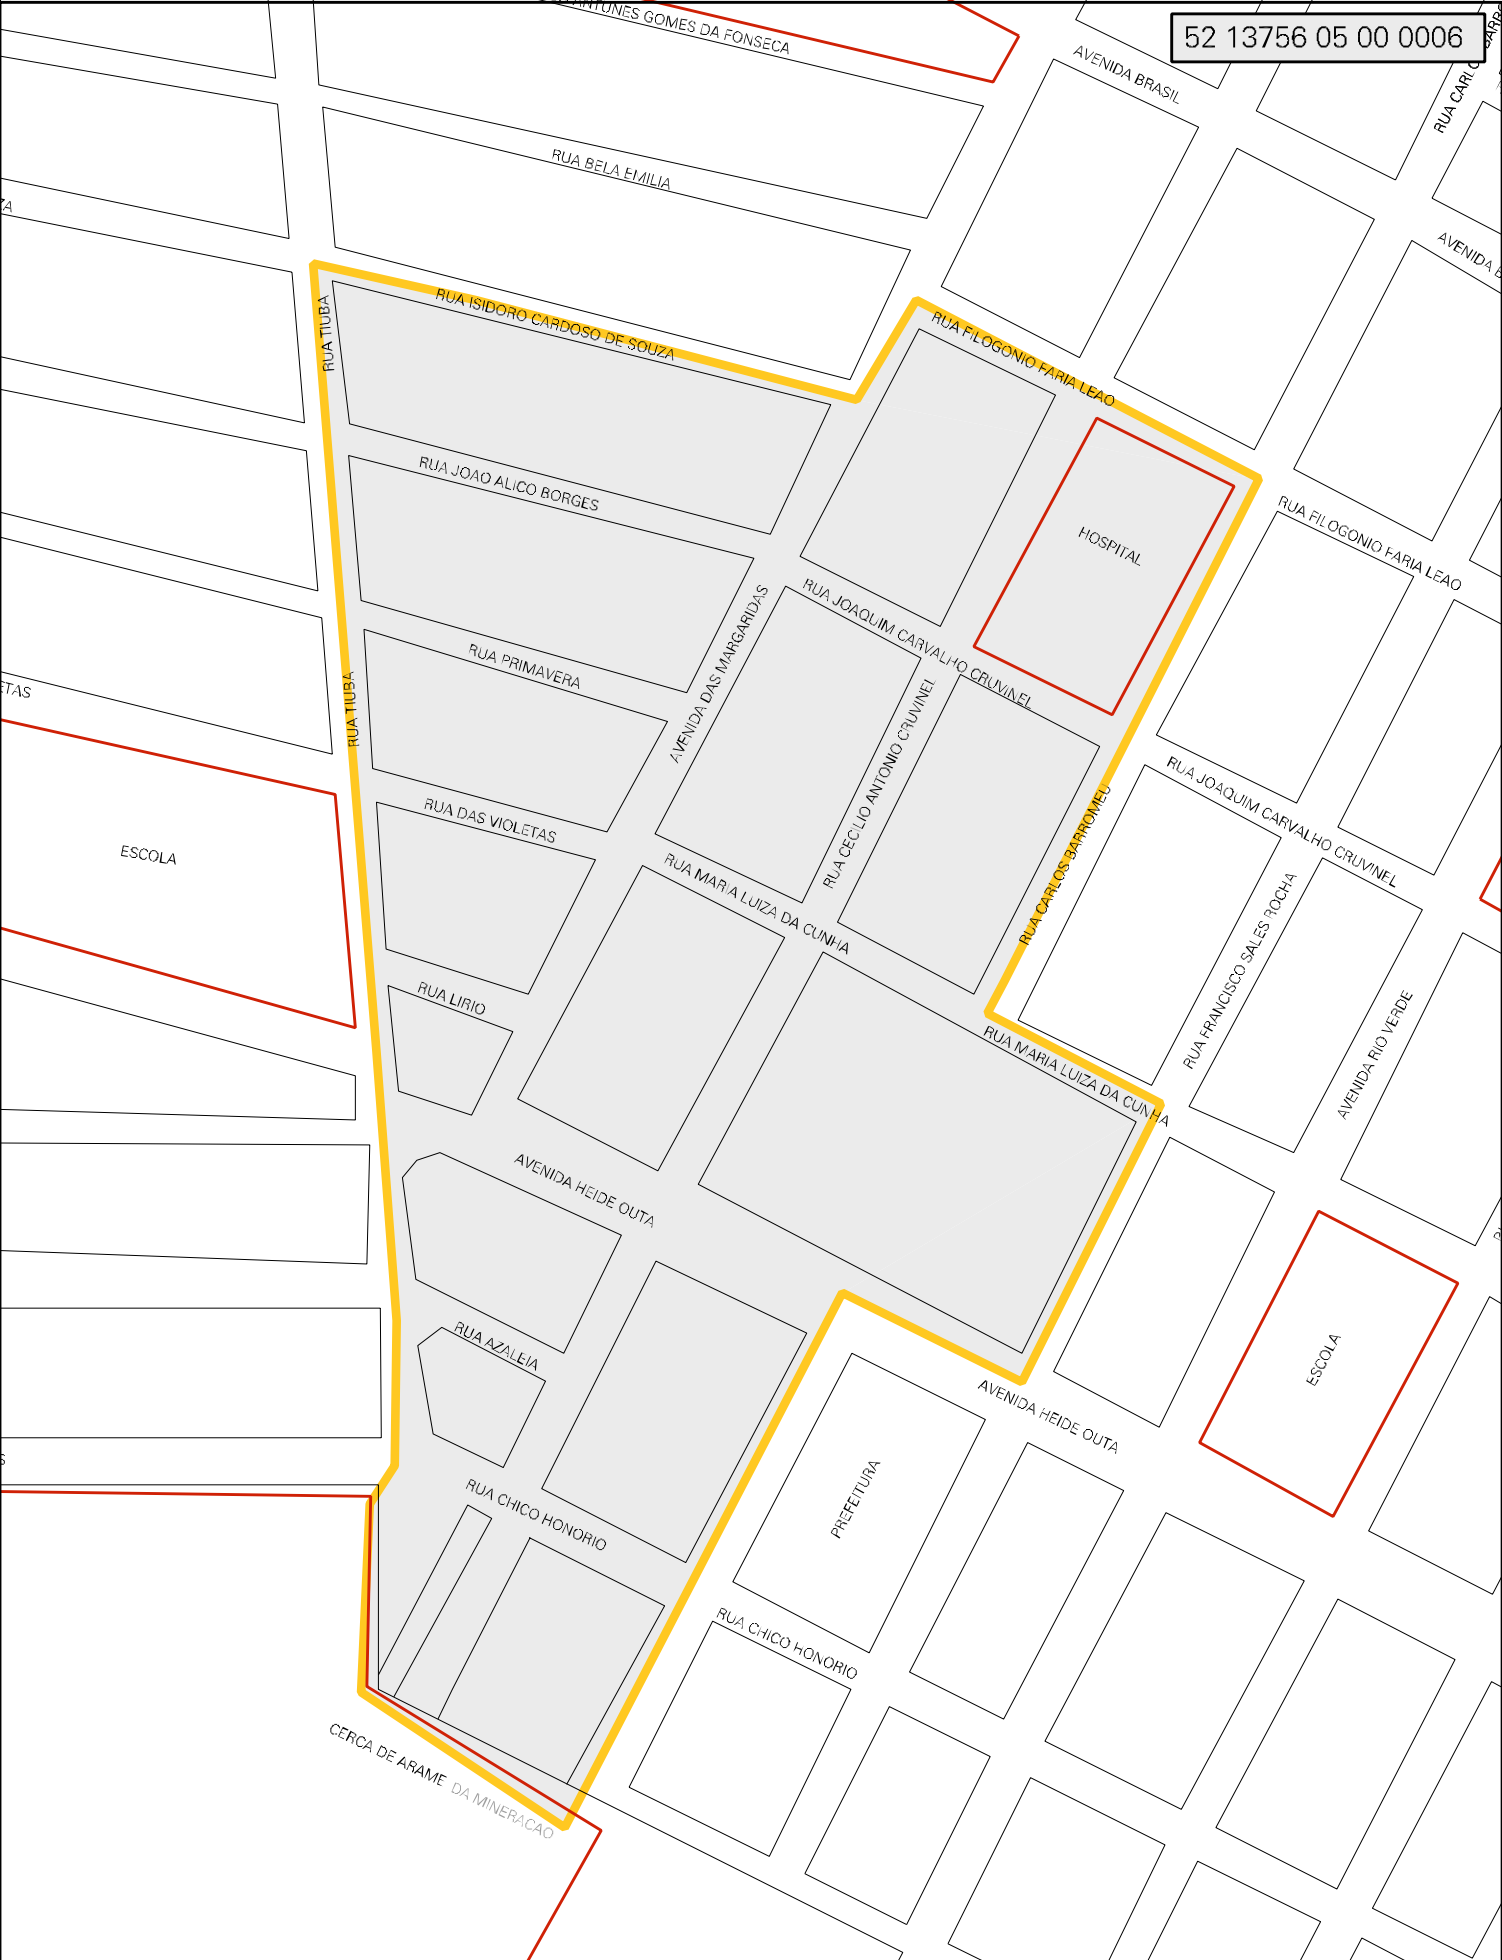 ANTUNES GOMES DA FONSECA
52 13756 05 00 0006
AVENIDA BRASIL
RUA BELA EMILIA
ZA
AVENIDA B
RUA ISIDORO CARDOSO DE SOUZA
RUA TIUBA
RUA FILOGONIO FARIA LEAO
RUA JOAO ALICO BORGES
RUA FILOGONIO FARIA LEAO
HOSPITAL
RUA JOAQUIM CARVALHO CRUVINEL
AVENIDA DAS MARGARIDAS
RUA PRIMAVERA
RUA TIUBA
ETAS
RUA CECILIO ANTONIO CRUVINEL
RUA CARLOS BARROMEU
RUA JOAQUIM CARVALHO CRUVINEL
RUA DAS VIOLETAS
ESCOLA
RUA MARIA LUIZA DA CUNHA
RUA FRANCISCO SALES ROCHA
RUA LIRIO
AVENIDA RIO VERDE
RUA MARIA LUIZA DA CUNHA
AVENIDA HEIDE OUTA
RUA AZALEIA
ESCOLA
AVENIDA HEIDE OUTA
S
PREFEITURA
RUA CHICO HONORIO
RUA CHICO HONORIO
CERCA DE ARAME DA MINERACAO